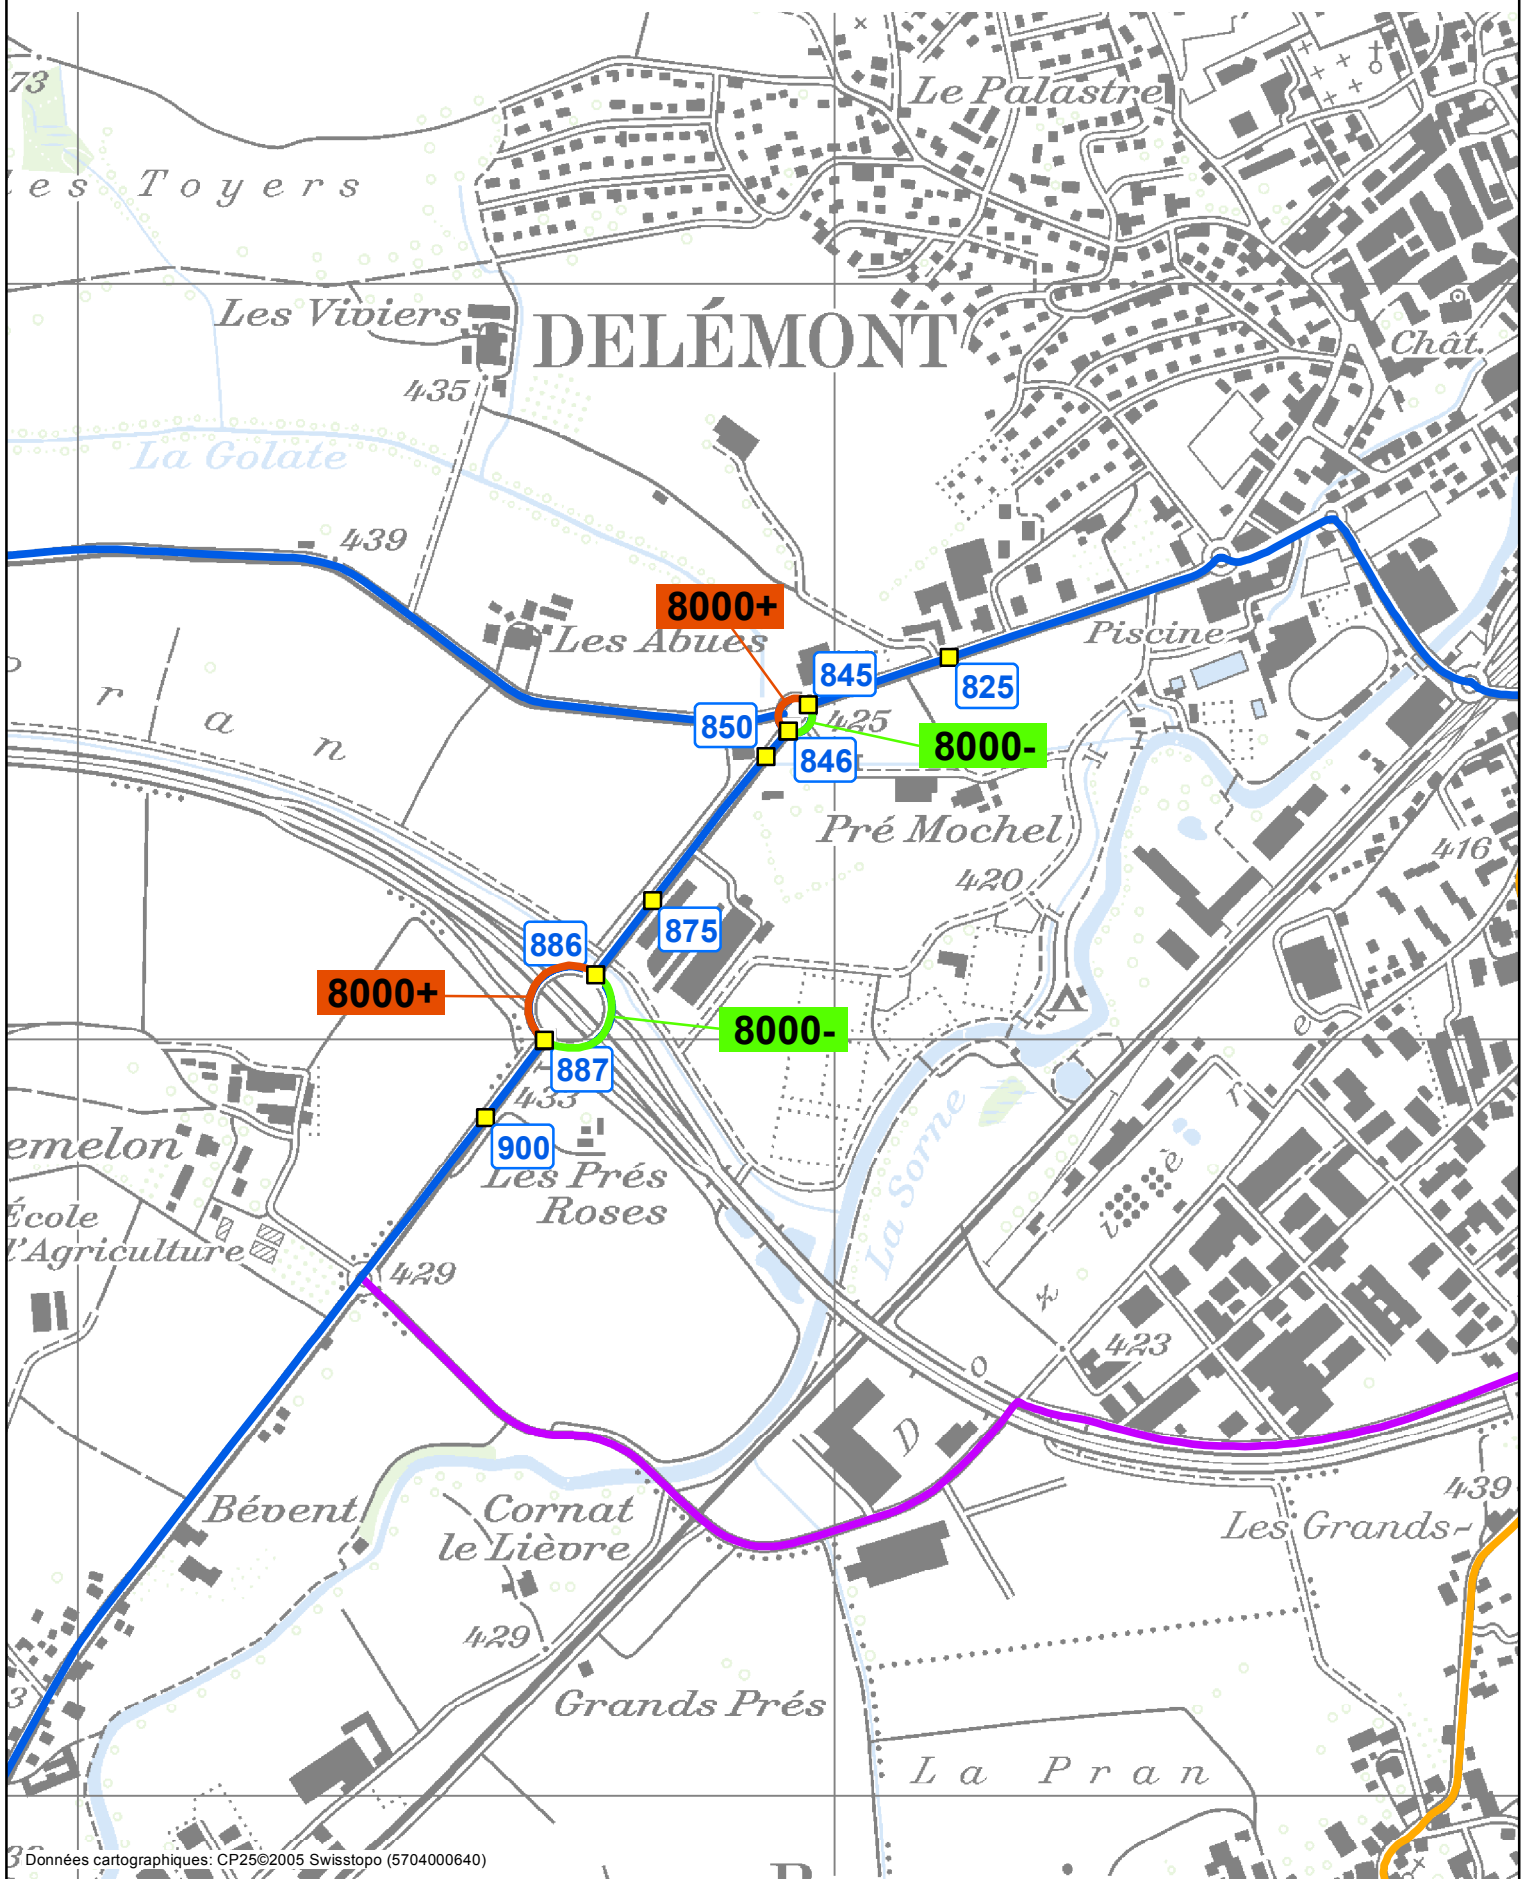 73
Le Palastre
les Toyers
Les Viviers
DELÉMONT
Chât.
435
La Golate
439
8000+
Les Abues
Piscine
845
825
r a n
850
425
8000-
846
Pré Mochel
416
420
875
886
8000+
8000-
887
433
emelon
900
Les Prés
Roses
La Sorne
École
l'Agriculture
429
423
D o z i è r e
439
Bévent
Cornat
le Lièvre
Les Grands-
429
3
Grands Prés
La Pran
Données cartographiques: CP25©2005 Swisstopo (5704000640)